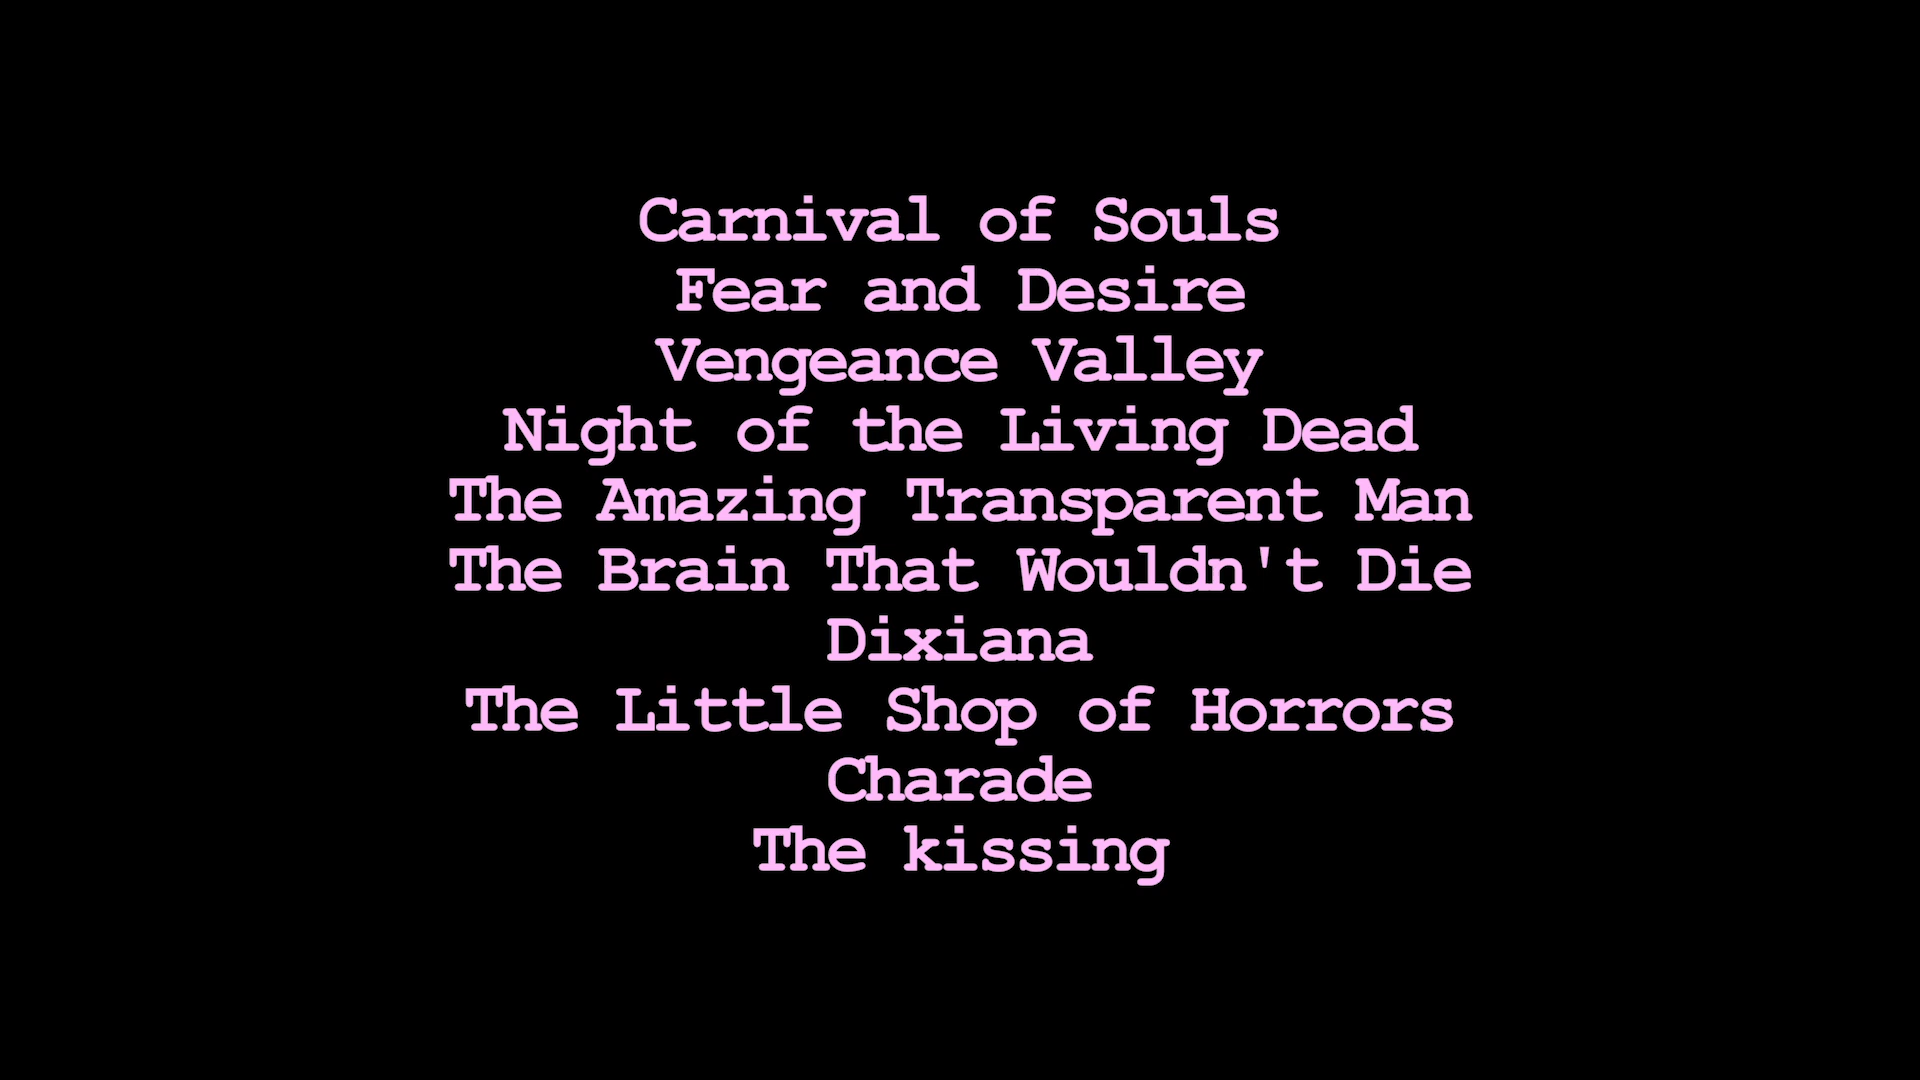 Carnival of Souls
Fear and Desire
Vengeance Valley
Night of the Living Dead
The Amazing Transparent Man
The Brain That Wouldn't Die
Dixiana
The Little Shop of Horrors
Charade
The kissing